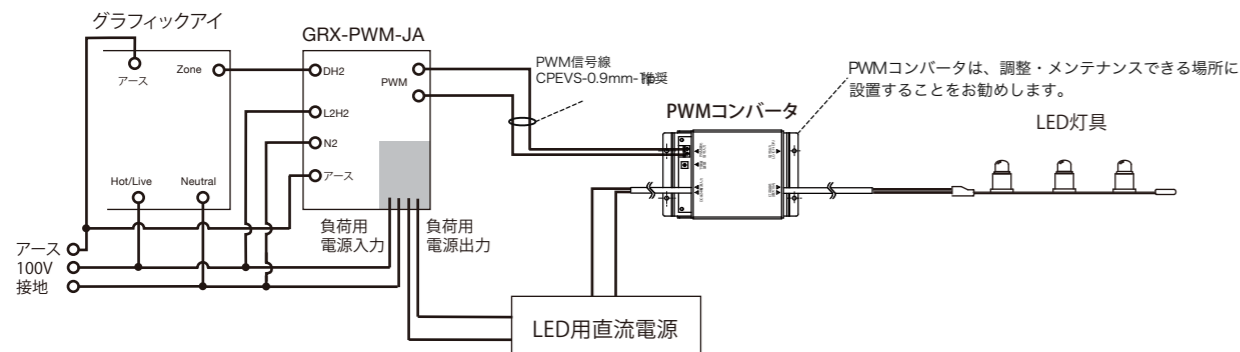 グラフィックアイ
アース
Zone
Hot/Live
Neutral
GRX-PWM-JA
DH2
L2H2
N2
アース
PWM
負荷用
電源入力
負荷用
電源出力
アース
100V
接地
PWM信号線
CPEVS-0.9mm-
PWMコンバータ
PWMコンバータは、調整・メンテナンスできる場所に
設置することをお勧めします。
LED灯具
LED用直流電源